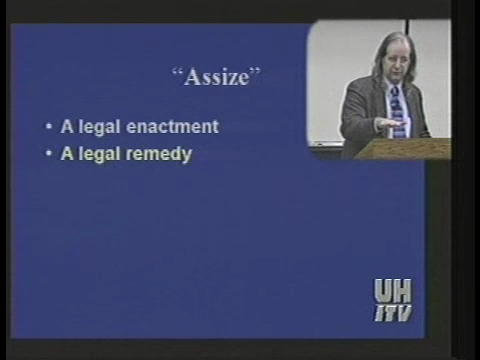 “Assize”
• A legal enactment
• A legal remedy
UH
ITV